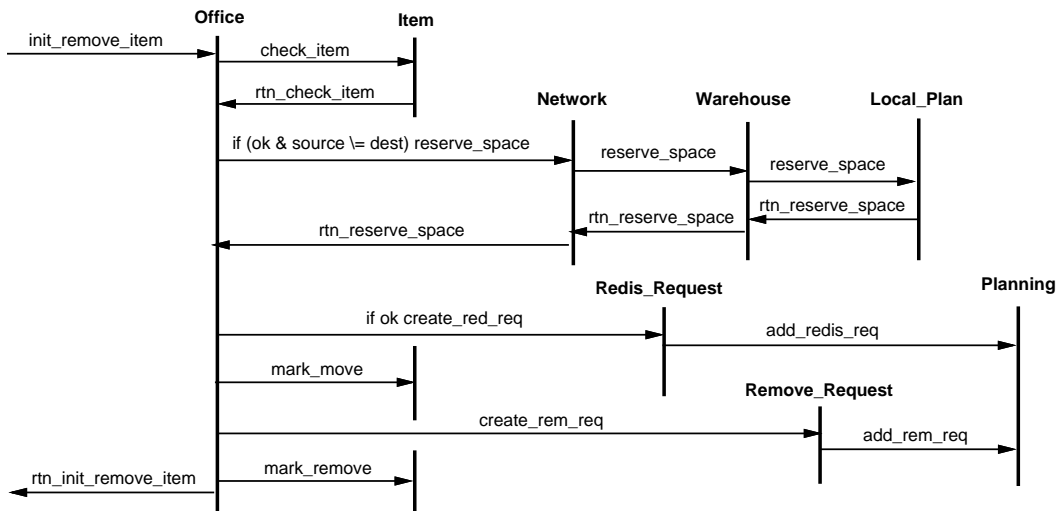 Office
Item
init_remove_item
check_item
rtn_check_item
Network
Warehouse
Local_Plan
if (ok & source \= dest) reserve_space
reserve_space
reserve_space
rtn_reserve_space
rtn_reserve_space
rtn_reserve_space
Redis_Request
Planning
if ok create_red_req
add_redis_req
mark_move
Remove_Request
create_rem_req
add_rem_req
mark_remove
rtn_init_remove_item